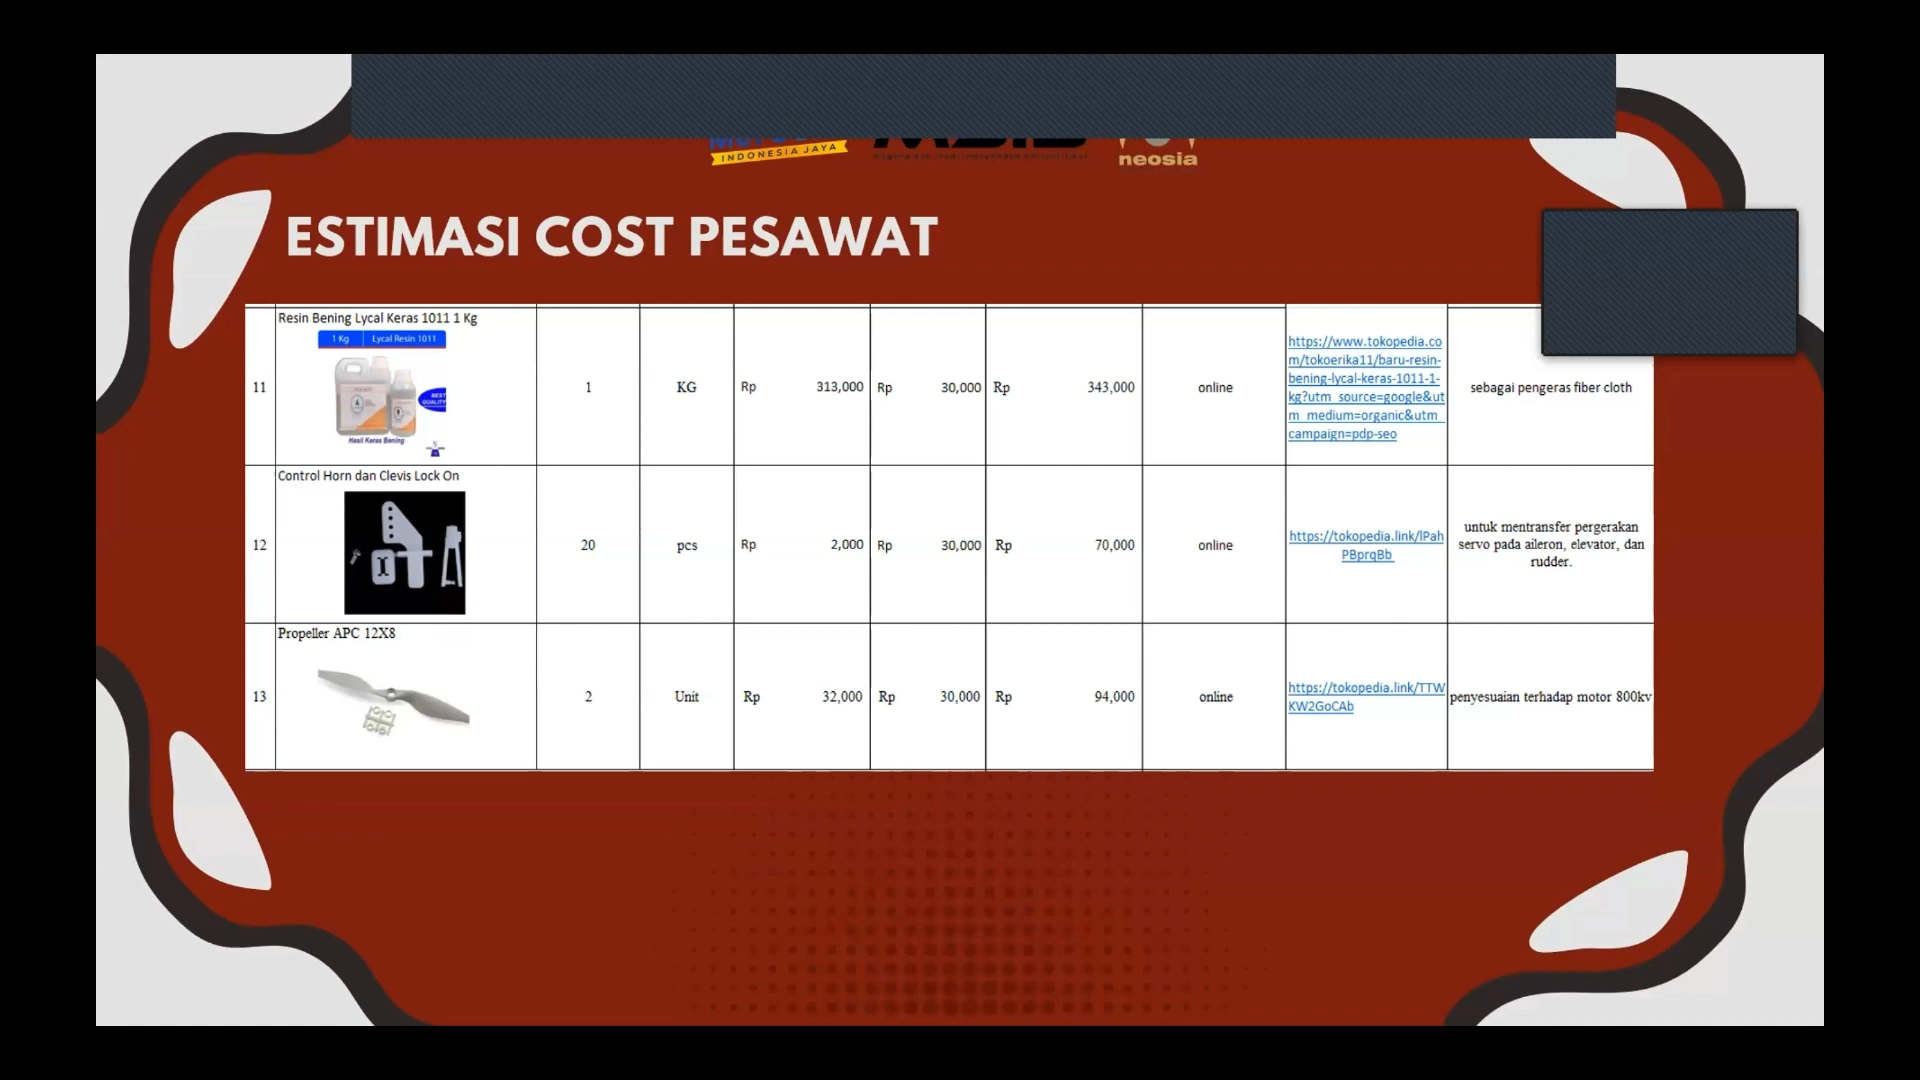 INDONESIA JAYA
neosia
ESTIMASI COST PESAWAT
Resin Bening Lycal Keras 1011 1 Kg
1 Kg Lycal Resin 1011
BEST
QUALITY
Hasil Keras Bening
11 1 KG Rp 313,000 Rp 30,000 Rp 343,000 online
https://www.tokopedia.co
m/tokoerika11/baru-resin-
bening-lycal-keras-1011-1-
kg?utm_source=google&ut
m_medium=organic&utm_
campaign=pdp-seo
sebagai pengeras fiber cloth
Control Horn dan Clevis Lock On
12 20 pcs Rp 2,000 Rp 30,000 Rp 70,000 online
https://tokopedia.link/lPah
PBprqBb
untuk mentransfer pergerakan
servo pada aileron, elevator, dan
rudder.
Propeller APC 12X8
13 2 Unit Rp 32,000 Rp 30,000 Rp 94,000 online
https://tokopedia.link/TTW
KW2GoCAb
penyesuaian terhadap motor 800kv